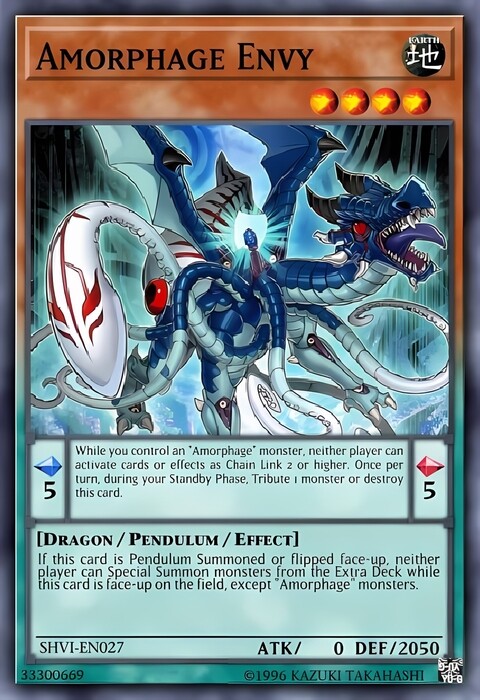 AMORPHAGE ENVY
EARTH
地
While you control an "Amorphage" monster, neither player can
activate cards or effects as Chain Link 2 or higher. Once per
turn, during your Standby Phase, Tribute 1 monster or destroy
this card.
5
5
[DRAGON / PENDULUM / EFFECT]
If this card is Pendulum Summoned or flipped face-up, neither
player can Special Summon monsters from the Extra Deck while
this card is face-up on the field, except "Amorphage" monsters.
SHVI-EN027
ATK/ 0 DEF/2050
33300669
©1996 KAZUKI TAKAHASHI